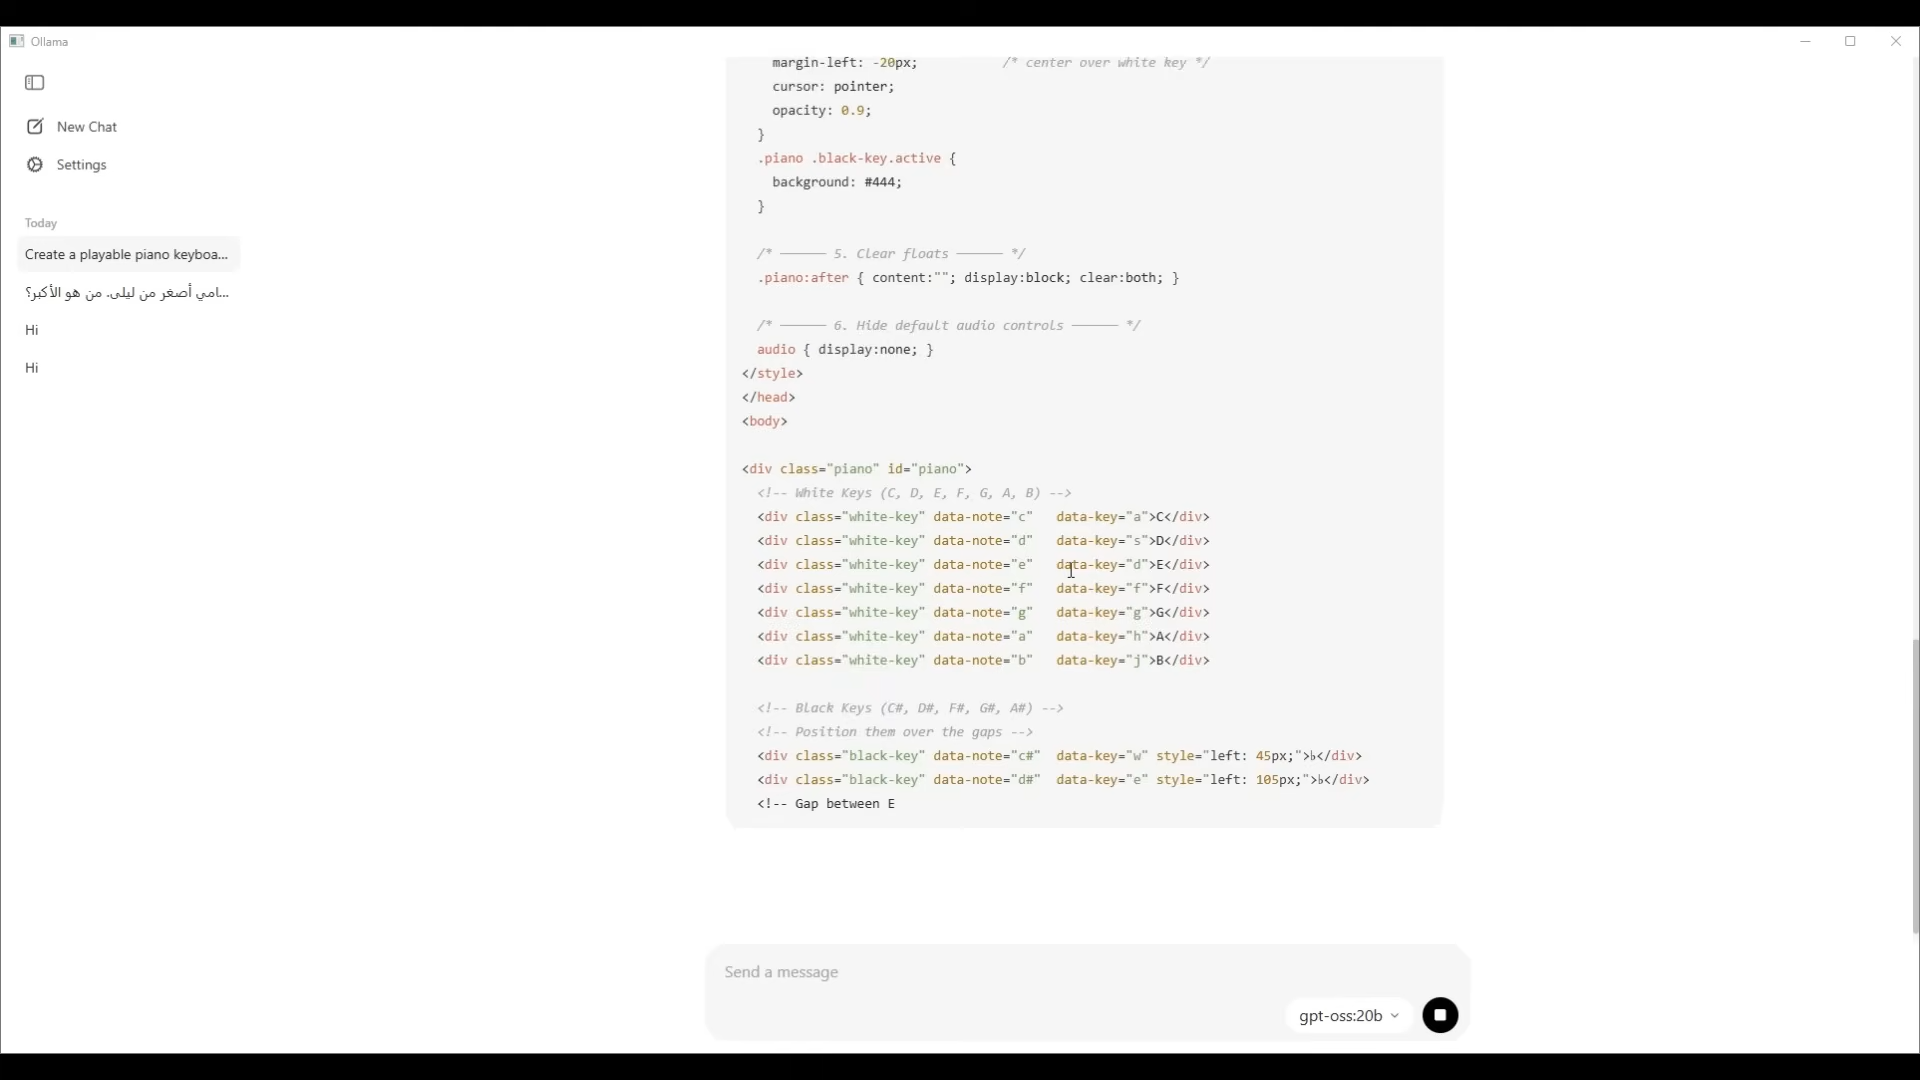 Ollama
New Chat
Settings
Today
Create a playable piano keyboa...
...امي أصغر من ليلى. من هو الأكبر؟
Hi
Hi
margin-left: -20px; /* center over white key */
cursor: pointer;
opacity: 0.9;
}
.piano .black-key.active {
background: #444;
}
/* ────── 5. Clear floats ────── */
.piano:after { content:""; display:block; clear:both; }
/* ────── 6. Hide default audio controls ────── */
audio { display:none; }
</style>
</head>
<body>
<div class="piano" id="piano">
<!-- White Keys (C, D, E, F, G, A, B) -->
<div class="white-key" data-note="c" data-key="a">C</div>
<div class="white-key" data-note="d" data-key="s">D</div>
<div class="white-key" data-note="e" data-key="d">E</div>
<div class="white-key" data-note="f" data-key="f">F</div>
<div class="white-key" data-note="g" data-key="g">G</div>
<div class="white-key" data-note="a" data-key="h">A</div>
<div class="white-key" data-note="b" data-key="j">B</div>
<!-- Black Keys (C#, D#, F#, G#, A#) -->
<!-- Position them over the gaps -->
<div class="black-key" data-note="c#" data-key="w" style="left: 45px;">♭</div>
<div class="black-key" data-note="d#" data-key="e" style="left: 105px;">♭</div>
<!-- Gap between E
Send a message
gpt-oss:20b